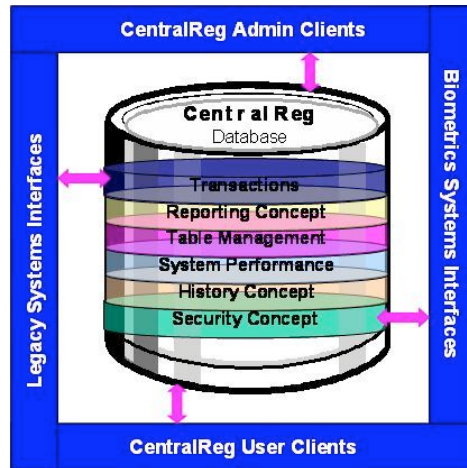 CentralReg Admin Clients
Legacy Systems Interfaces
Biometrics Systems Interfaces
Central Reg
Database
Transactions
Reporting Concept
Table Management
System Performance
History Concept
Security Concept
CentralReg User Clients